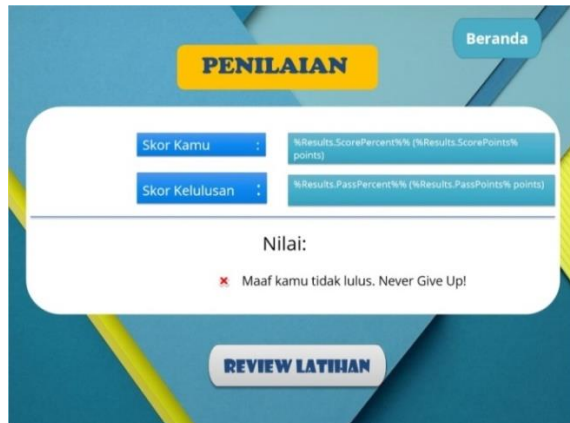 Beranda
PENILAIAN
Skor Kamu :
%Results.ScorePercent%% (%Results.ScorePoints%
points)
Skor Kelulusan :
%Results.PassPercent%% (%Results.PassPoints% points)
Nilai:
Maaf kamu tidak lulus. Never Give Up!
REVIEW LATIHAN